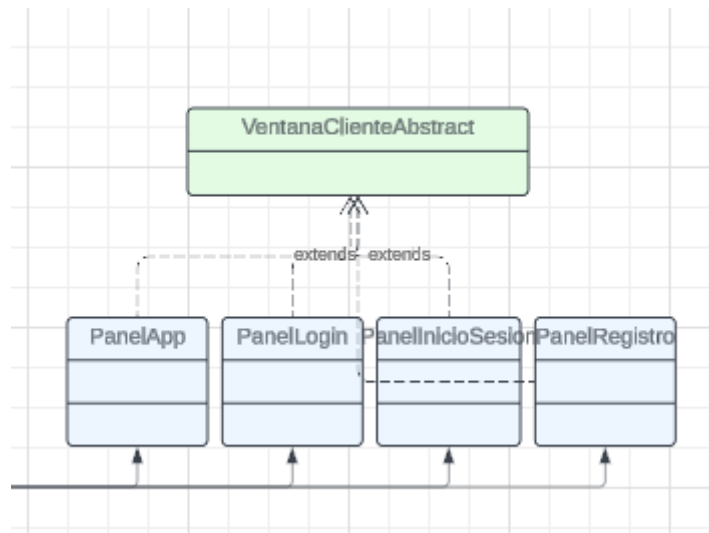 VentanaClienteAbstract
extends extends
PanelApp
PanelLogin
PanelInicioSesion
PanelRegistro